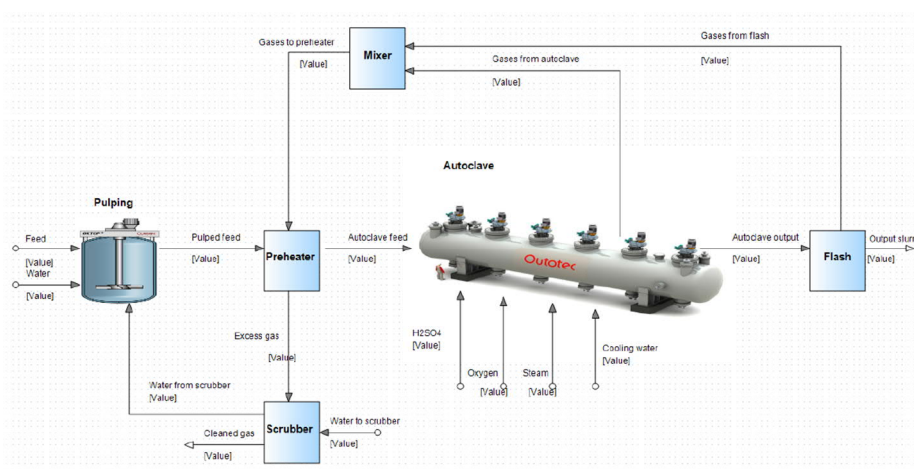 Gases from flash
[Value]
Gases to preheater
[Value]
Mixer
Gases from autoclave
[Value]
Autoclave
Pulping
Feed
[Value]
Water
[Value]
Pulped feed
[Value]
Preheater
Autoclave feed
[Value]
Outotec
Autoclave output
[Value]
Flash
Output slurr
[Value]
Excess gas
[Value]
H2SO4
[Value]
Oxygen
[Value]
Steam
[Value]
Cooling water
[Value]
Water from scrubber
[Value]
Cleaned gas
[Value]
Scrubber
Water to scrubber
[Value]